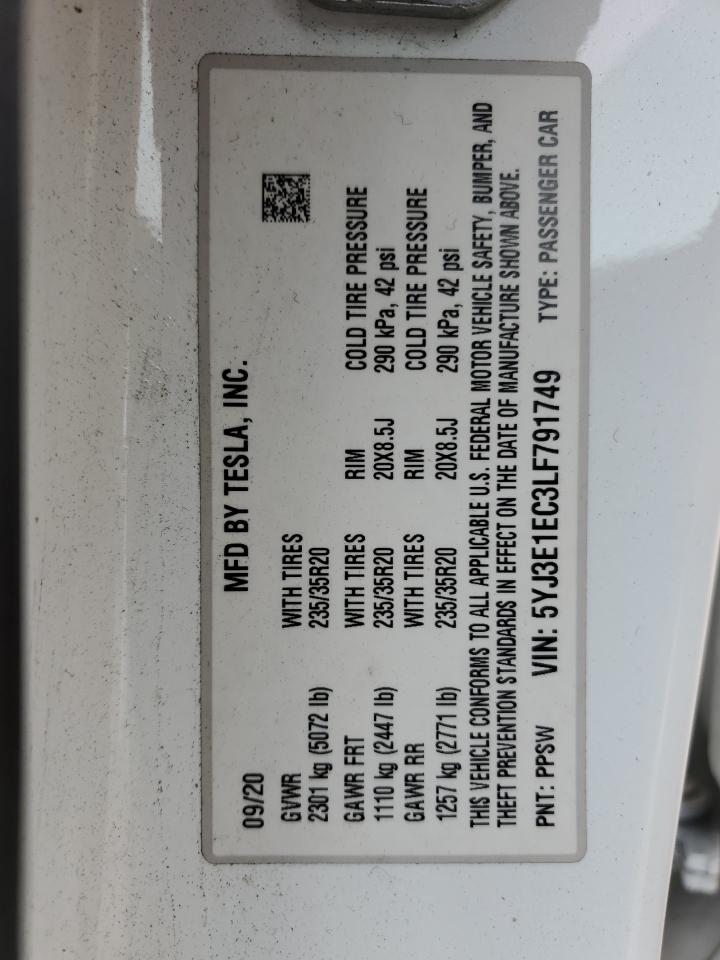 MFD BY TESLA, INC.
09/20
GVWR WITH TIRES
2301 kg (5072 lb) 235/35R20
GAWR FRT WITH TIRES RIM COLD TIRE PRESSURE
1110 kg (2447 lb) 235/35R20 20X8.5J 290 kPa, 42 psi
GAWR RR WITH TIRES RIM COLD TIRE PRESSURE
1257 kg (2771 lb) 235/35R20 20X8.5J 290 kPa, 42 psi
THIS VEHICLE CONFORMS TO ALL APPLICABLE U.S. FEDERAL MOTOR VEHICLE SAFETY, BUMPER, AND
THEFT PREVENTION STANDARDS IN EFFECT ON THE DATE OF MANUFACTURE SHOWN ABOVE.
PNT: PPSW VIN: 5YJ3E1EC3LF791749 TYPE: PASSENGER CAR